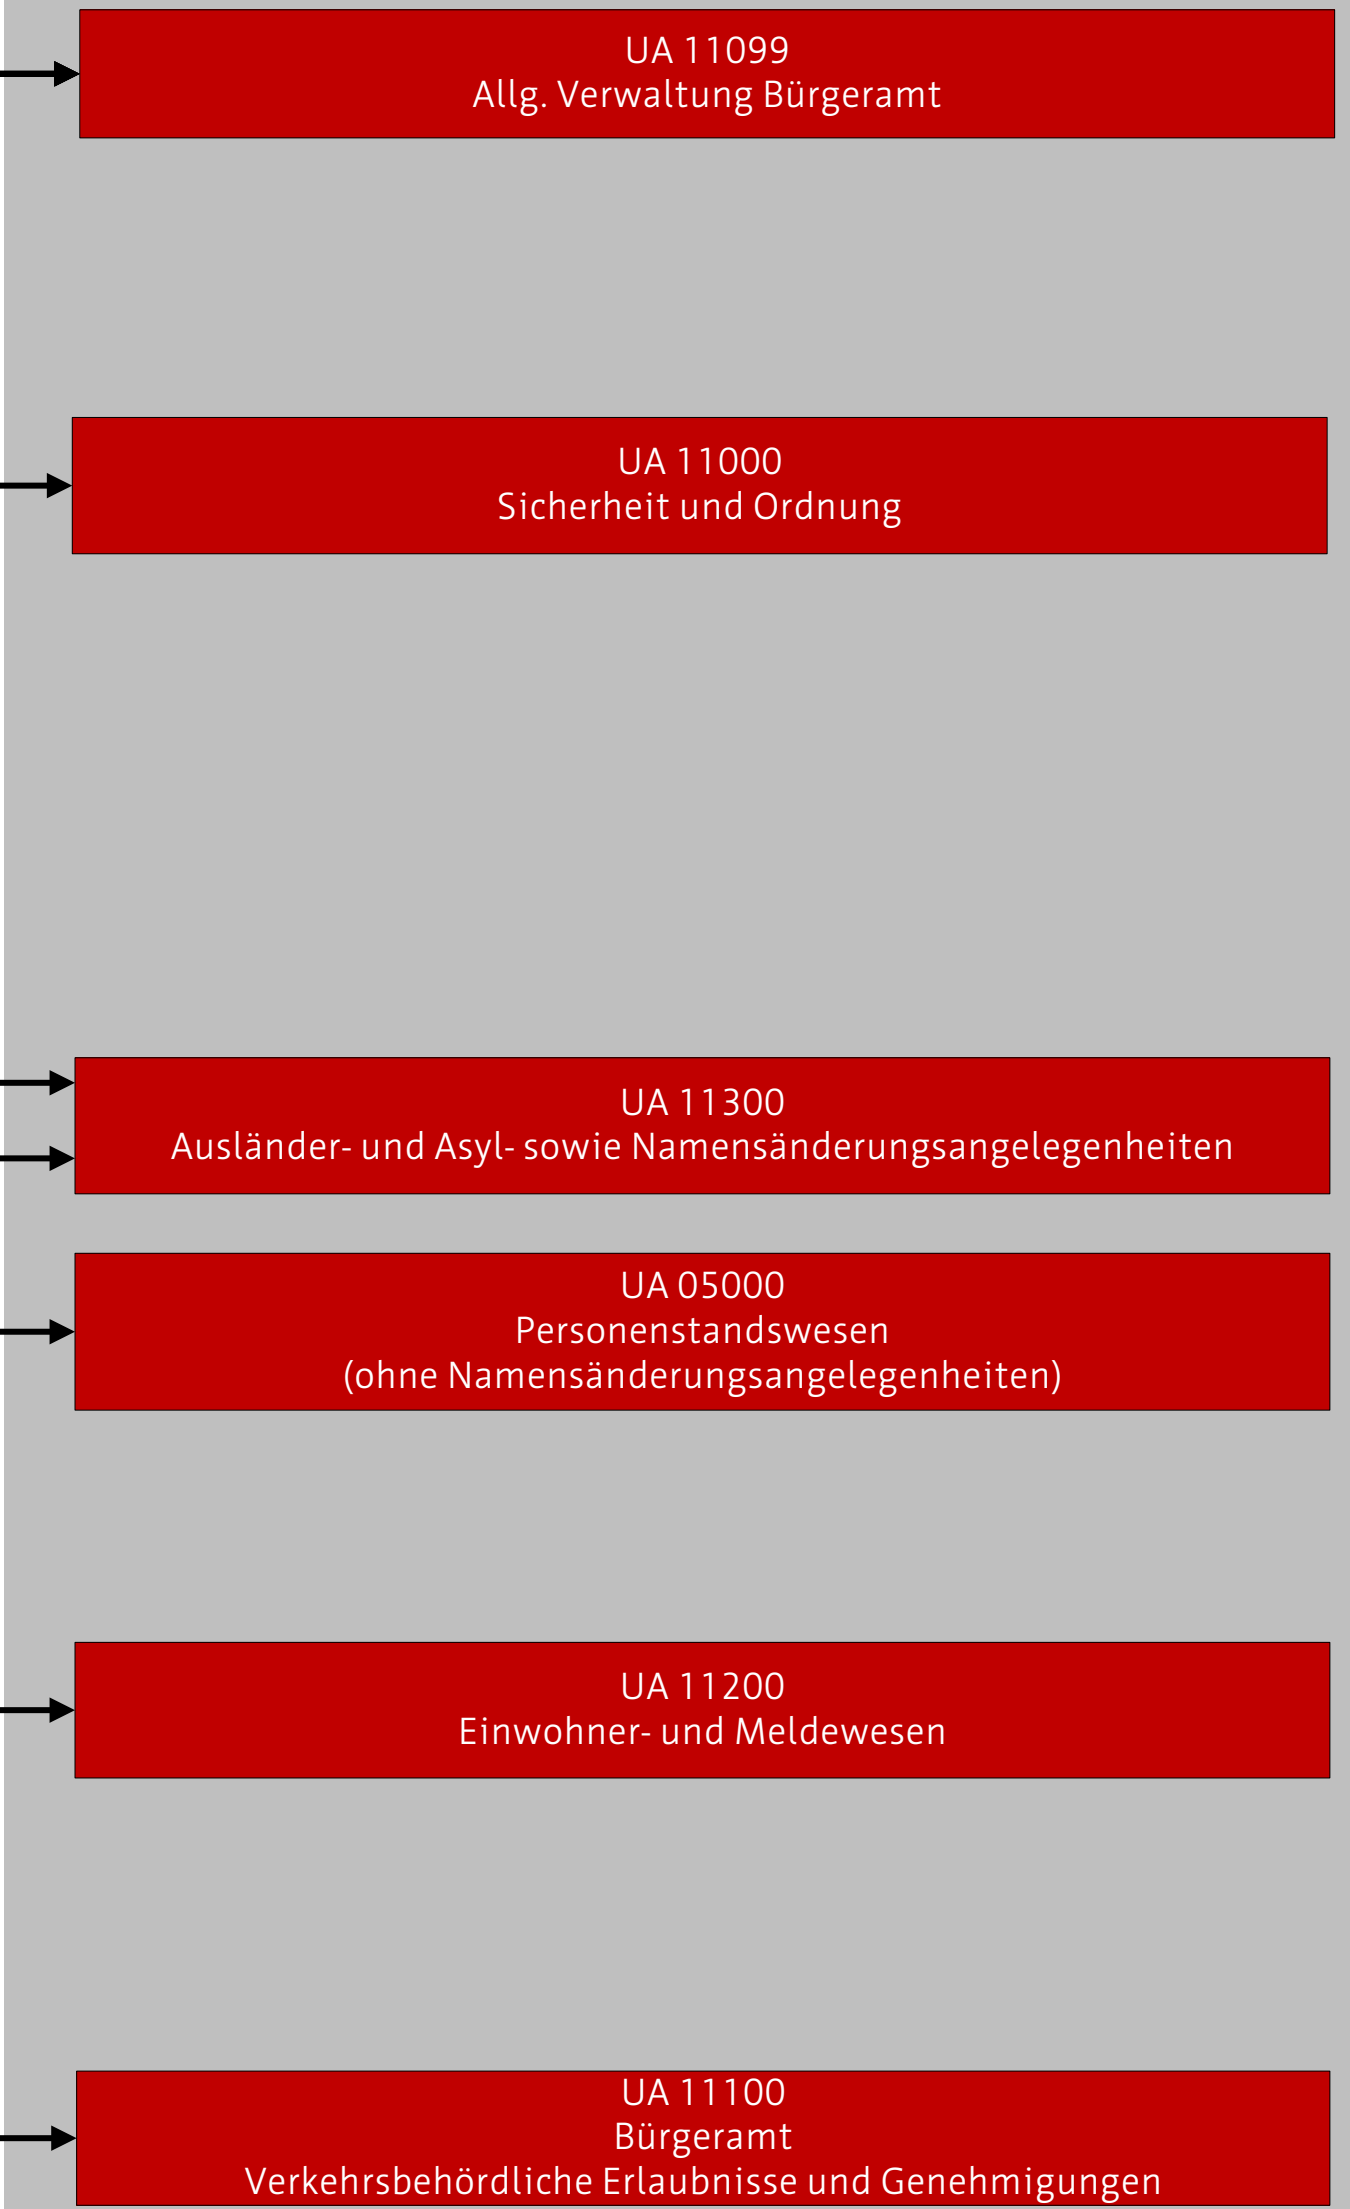 UA 11099
Allg. Verwaltung Bürgeramt
UA 11000
Sicherheit und Ordnung
UA 11300
Ausländer- und Asyl- sowie Namensänderungsangelegenheiten
UA 05000
Personenstandswesen
(ohne Namensänderungsangelegenheiten)
UA 11200
Einwohner- und Meldewesen
UA 11100
Bürgeramt
Verkehrsbehördliche Erlaubnisse und Genehmigungen